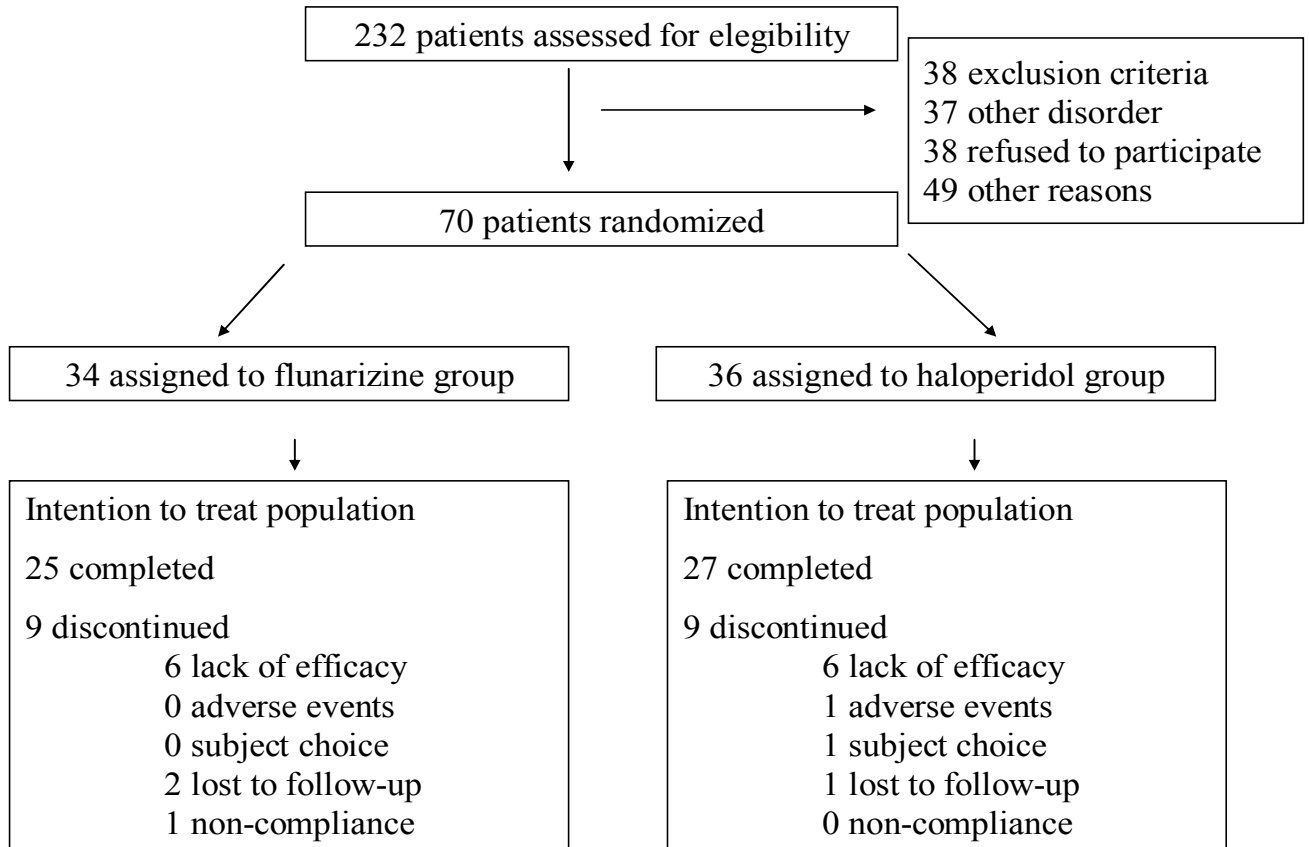 232 patients assessed for elegibility
38 exclusion criteria
37 other disorder
38 refused to participate
49 other reasons
70 patients randomized
34 assigned to flunarizine group
36 assigned to haloperidol group
Intention to treat population
25 completed
9 discontinued
6 lack of efficacy
0 adverse events
0 subject choice
2 lost to follow-up
1 non-compliance
Intention to treat population
27 completed
9 discontinued
6 lack of efficacy
1 adverse events
1 subject choice
1 lost to follow-up
0 non-compliance